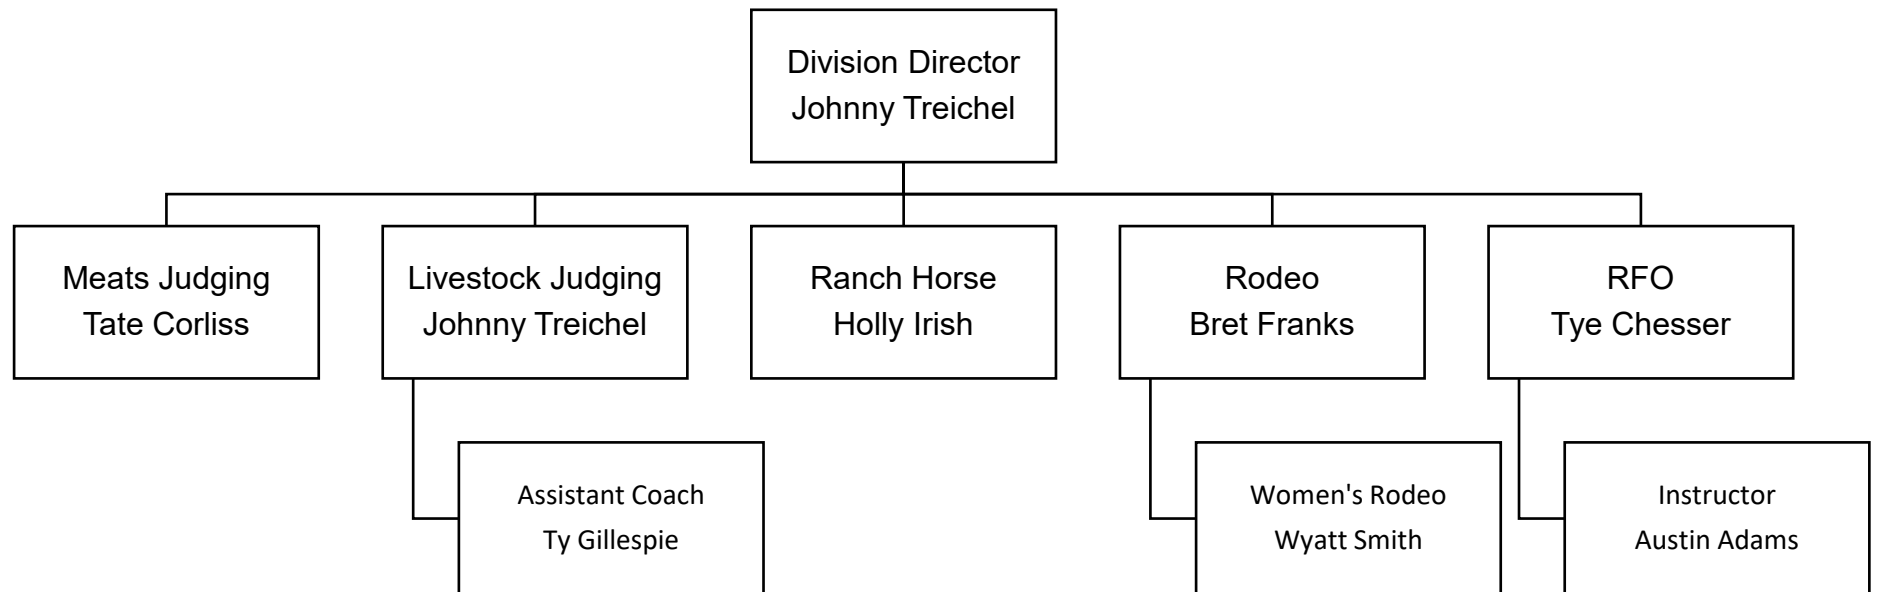 Division Director
Johnny Treichel
Meats Judging
Tate Corliss
Livestock Judging
Johnny Treichel
Ranch Horse
Holly Irish
Rodeo
Bret Franks
RFO
Tye Chesser
Assistant Coach
Ty Gillespie
Women's Rodeo
Wyatt Smith
Instructor
Austin Adams